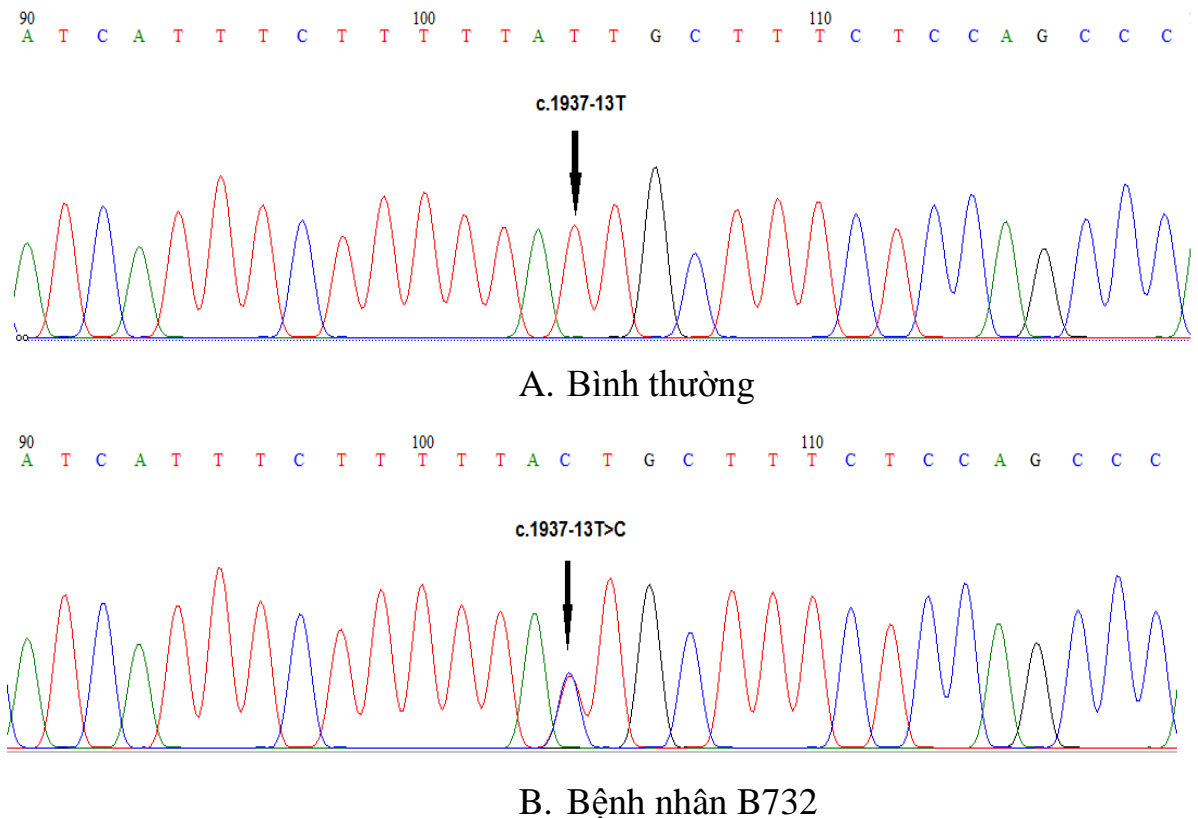 90 100 110
A T C A T T T C T T T T T A T T G C T T T C T C C A G C C C
c.1937-13T
A. Bình thường
90 100 110
A T C A T T T C T T T T T A C T G C T T T C T C C A G C C C
c.1937-13T>C
B. Bệnh nhân B732